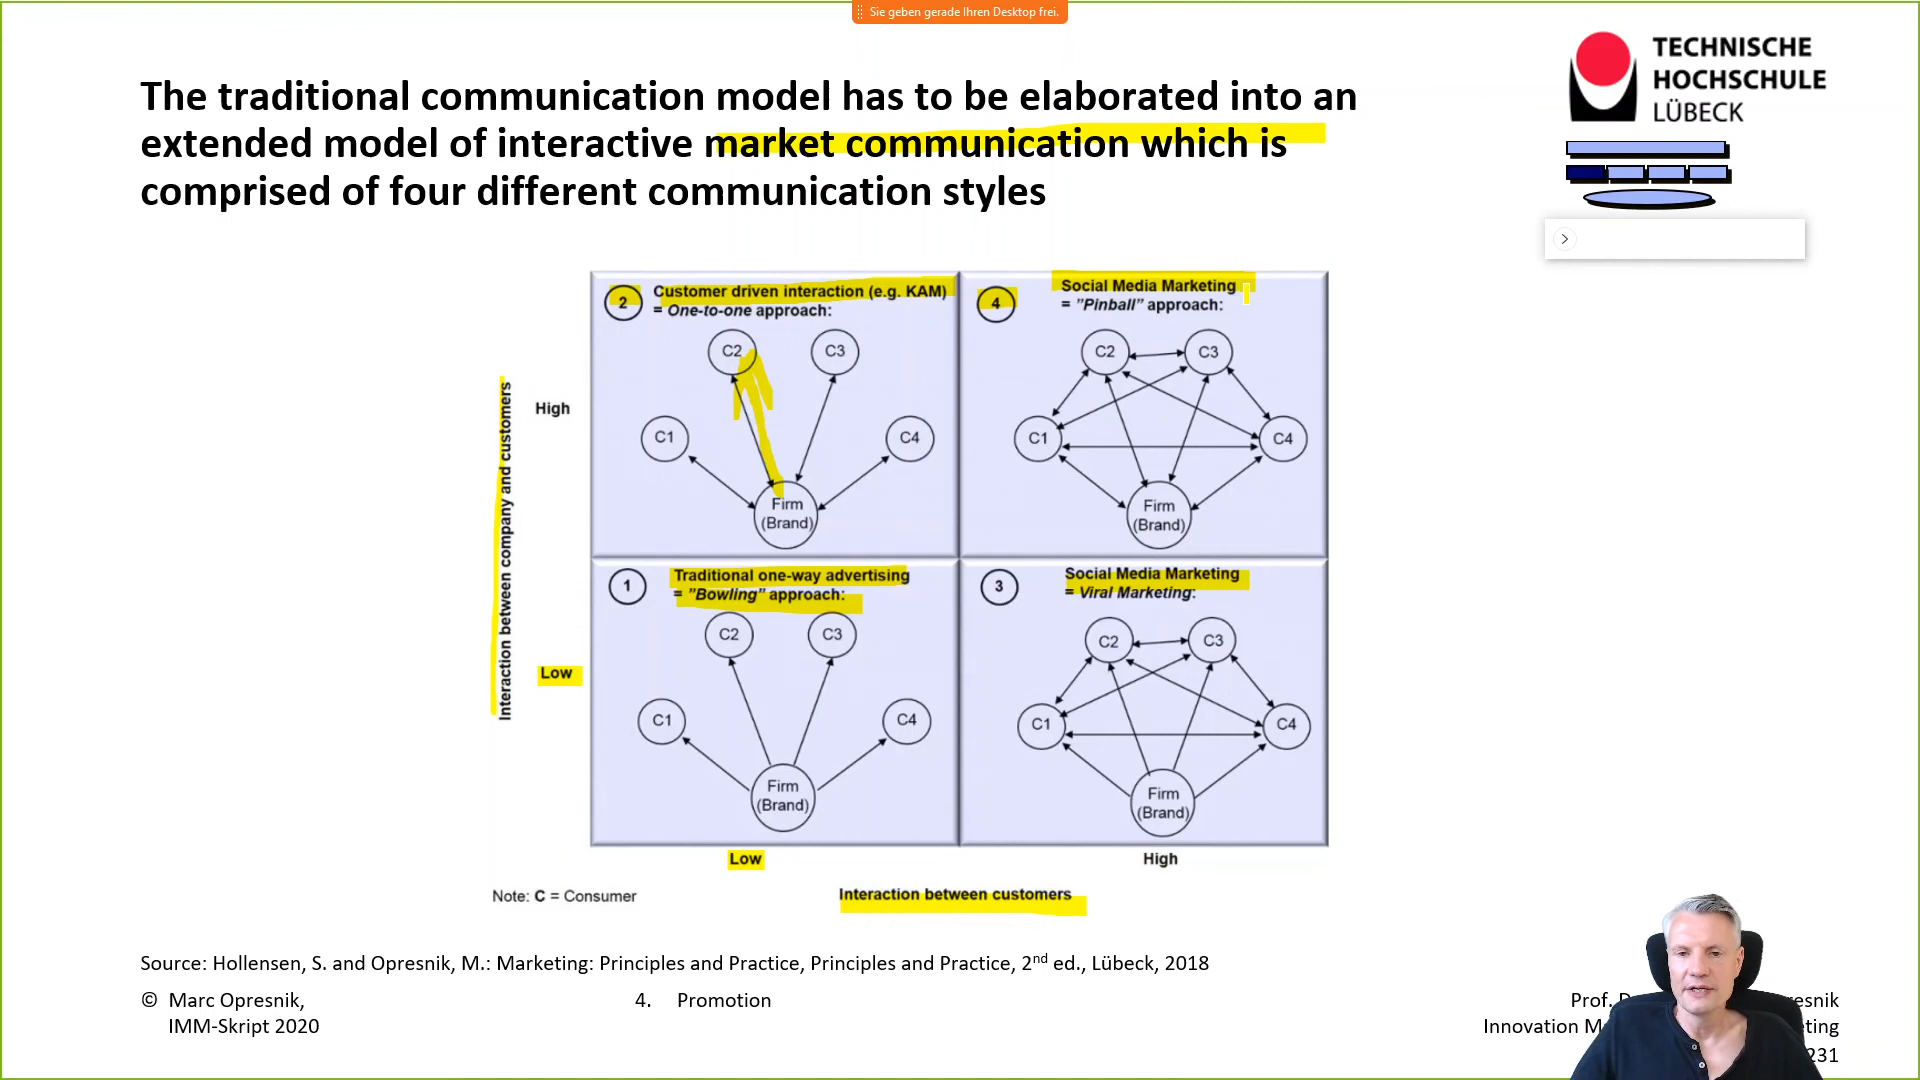 Sie geben gerade Ihren Desktop frei.
TECHNISCHE
HOCHSCHULE
LÜBECK
The traditional communication model has to be elaborated into an
extended model of interactive market communication which is
comprised of four different communication styles
2
Customer driven interaction (e.g. KAM)
= One-to-one approach:
C2
C3
C1
C4
Firm
(Brand)
4
Social Media Marketing
= "Pinball" approach:
C2
C3
C1
C4
Firm
(Brand)
Interaction between company and customers
High
Low
1
Traditional one-way advertising
= "Bowling" approach:
C2
C3
C1
C4
Firm
(Brand)
3
Social Media Marketing
= Viral Marketing:
C2
C3
C1
C4
Firm
(Brand)
Low
High
Note: C = Consumer
Interaction between customers
Source: Hollensen, S. and Opresnik, M.: Marketing: Principles and Practice, Principles and Practice, 2nd ed., Lübeck, 2018
© Marc Opresnik,
IMM-Skript 2020
4. Promotion
Prof.
Innovation
231